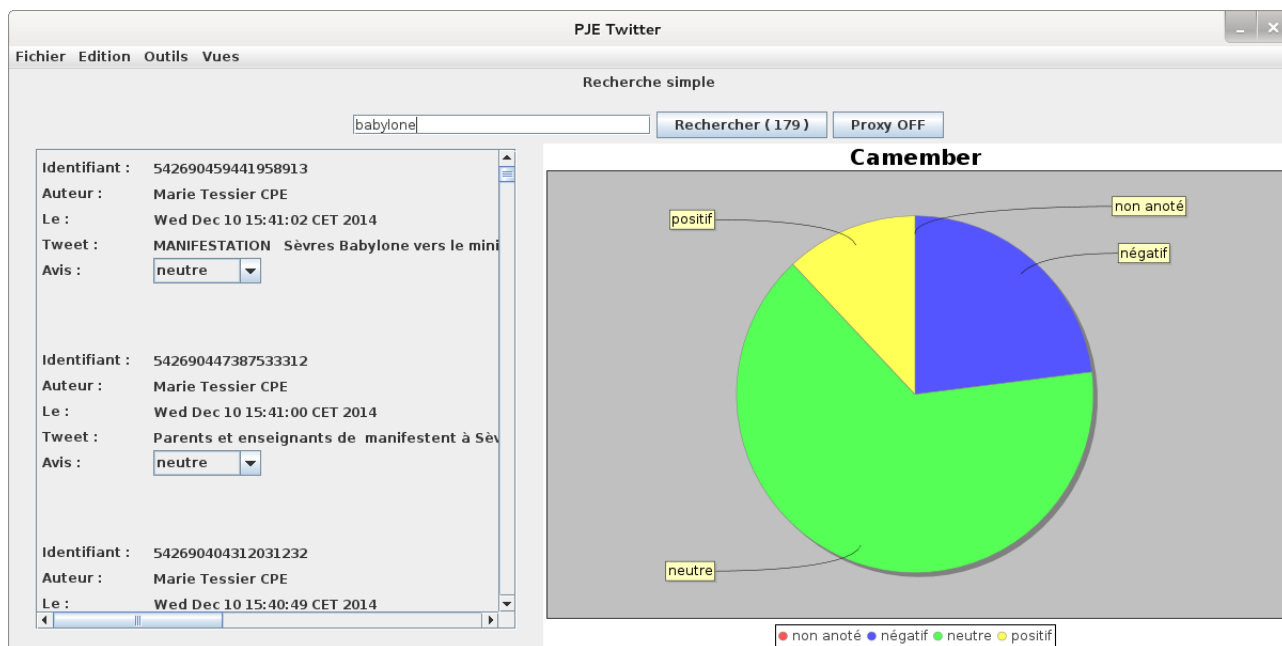 PJE Twitter
Fichier Edition Outils Vues
Recherche simple
babylone
Rechercher ( 179 )
Proxy OFF
Identifiant : 542690459441958913
Auteur : Marie Tessier CPE
Le : Wed Dec 10 15:41:02 CET 2014
Tweet : MANIFESTATION Sèvres Babylone vers le mini
Avis : neutre
Identifiant : 542690447387533312
Auteur : Marie Tessier CPE
Le : Wed Dec 10 15:41:00 CET 2014
Tweet : Parents et enseignants de manifestent à Sèv
Avis : neutre
Identifiant : 542690404312031232
Auteur : Marie Tessier CPE
Le : Wed Dec 10 15:40:49 CET 2014
Camember
non anoté
positif
négatif
neutre
non anoté négatif neutre positif